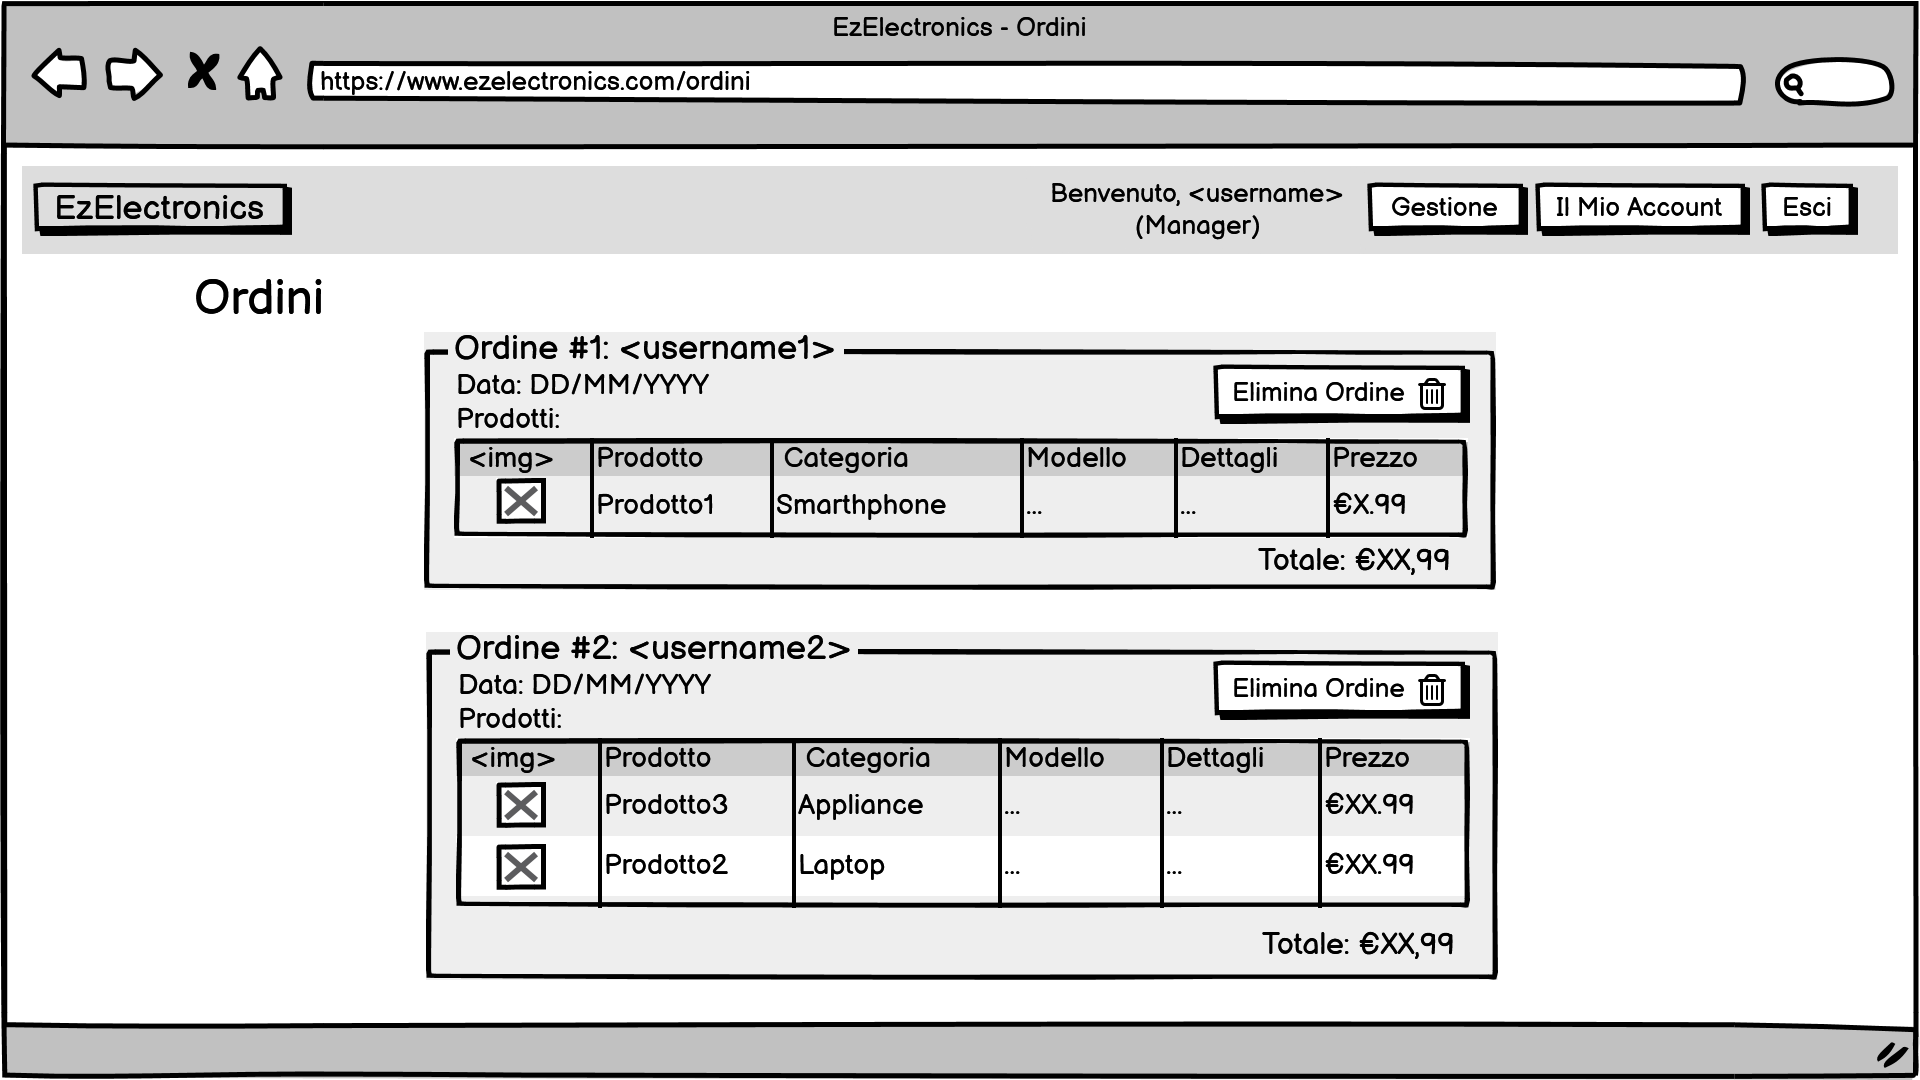 EzElectronics - Ordini
https://www.ezelectronics.com/ordini
EzElectronics
Benvenuto, <username>
(Manager)
Gestione
Il Mio Account
Esci
Ordini
Ordine #1: <username1>
Data: DD/MM/YYYY
Elimina Ordine
Prodotti:
<img> Prodotto Categoria Modello Dettagli Prezzo
Prodotto1 Smarthphone ... ... €X.99
Totale: €XX,99
Ordine #2: <username2>
Data: DD/MM/YYYY
Elimina Ordine
Prodotti:
<img> Prodotto Categoria Modello Dettagli Prezzo
Prodotto3 Appliance ... ... €XX.99
Prodotto2 Laptop ... ... €XX.99
Totale: €XX,99